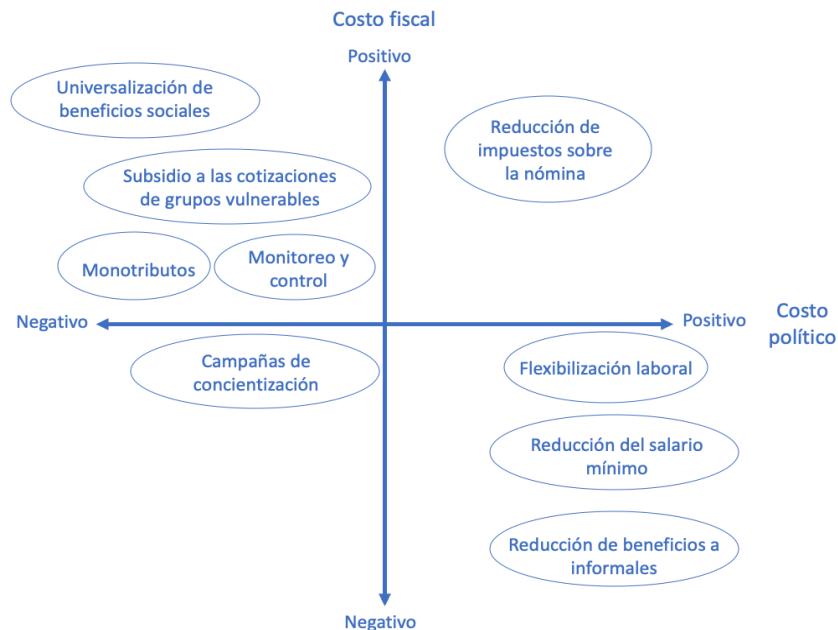 Costo fiscal
Positivo
Universalización de
beneficios sociales
Reducción de
impuestos sobre
la nómina
Subsidio a las cotizaciones
de grupos vulnerables
Monotributos
Monitoreo y
control
Negativo
Positivo
Costo
político
Campañas de
concientización
Flexibilización laboral
Reducción del salario
mínimo
Reducción de beneficios a
informales
Negativo